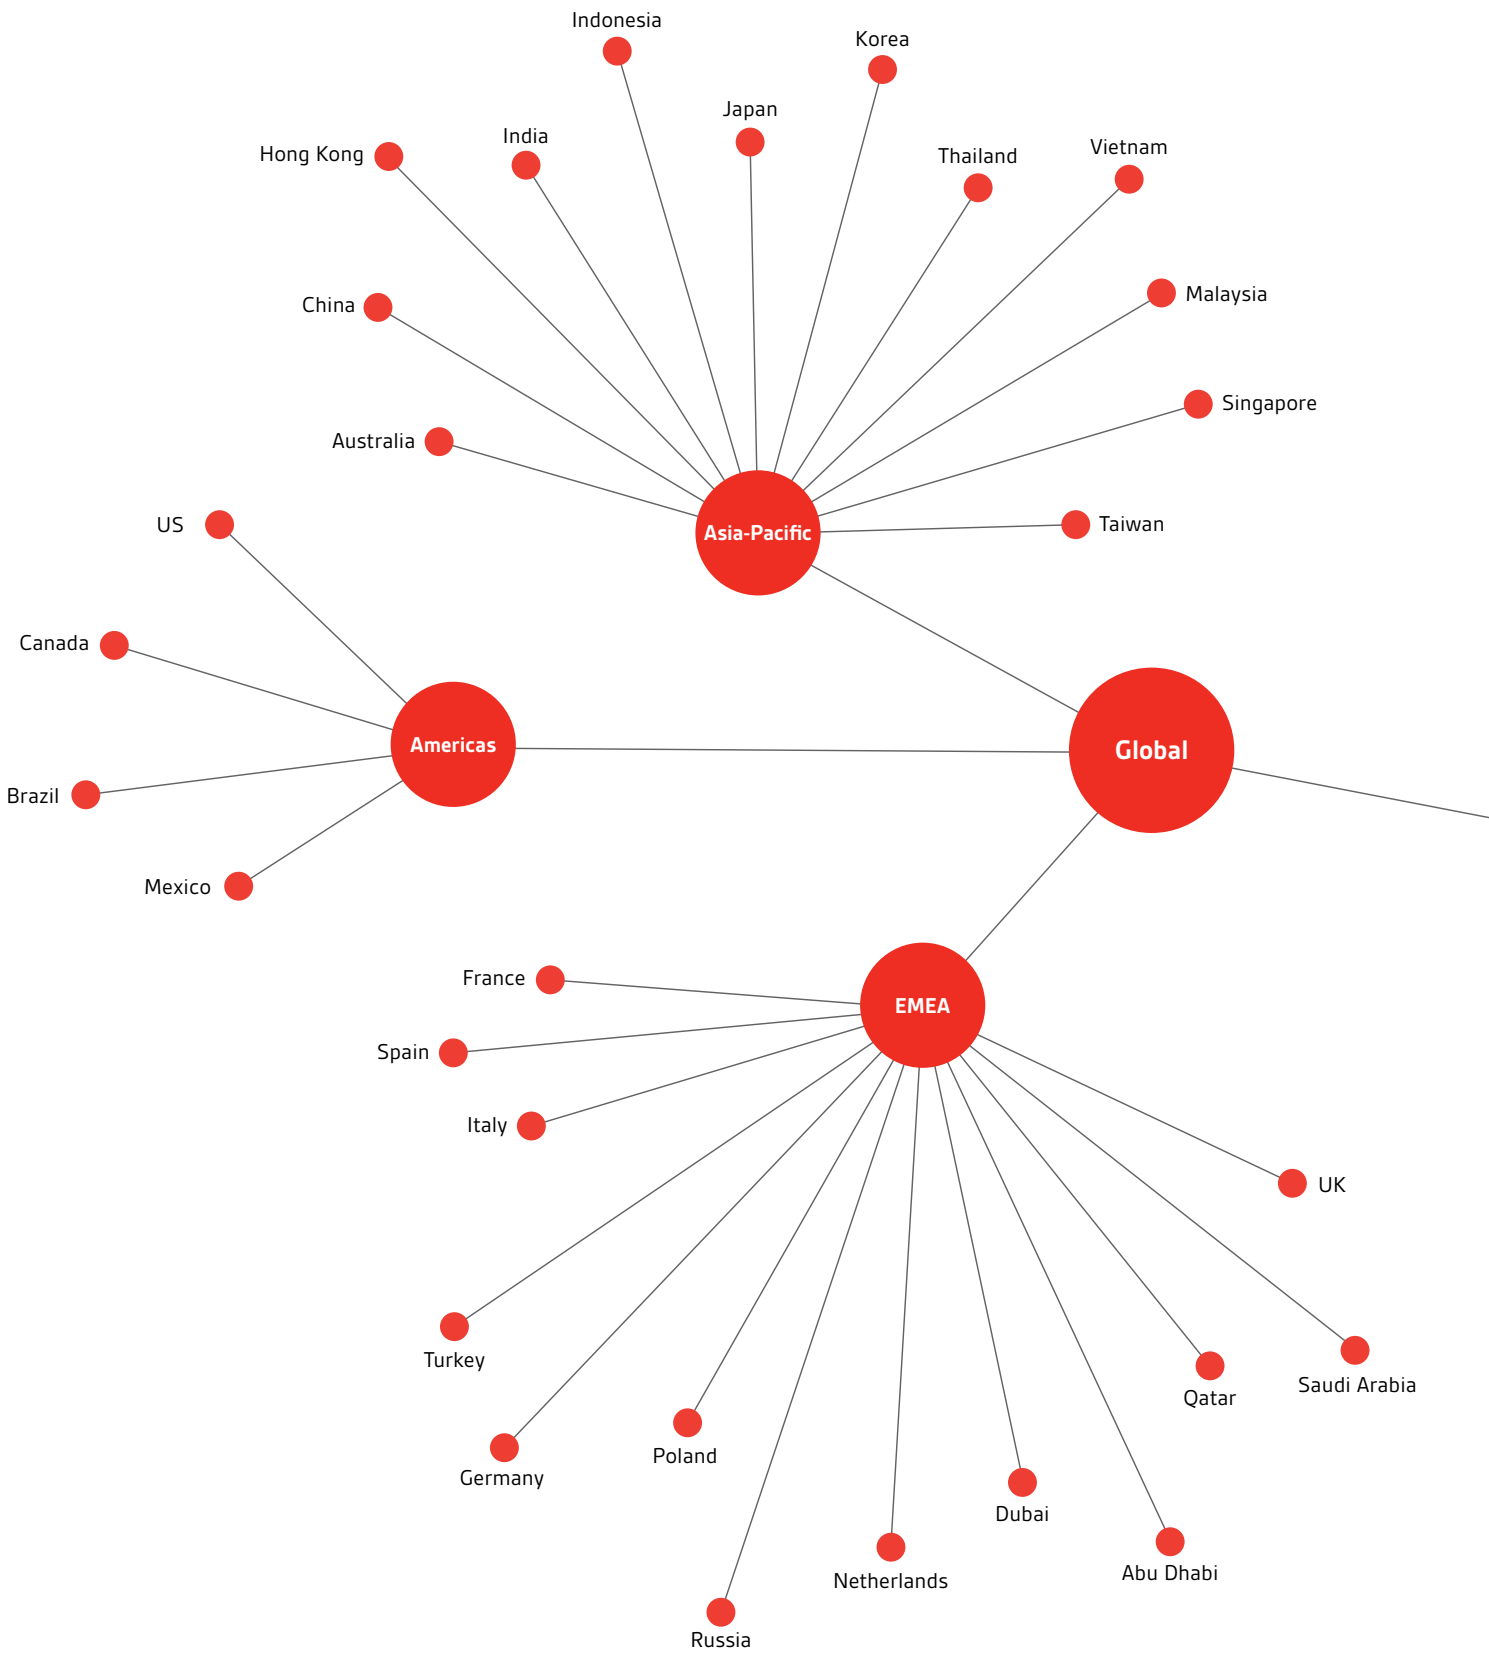 Indonesia
Korea
Japan
India
Hong Kong
Vietnam
Thailand
Malaysia
China
Singapore
Australia
Taiwan
US
Asia-Pacific
Canada
Americas
Global
Brazil
Mexico
France
EMEA
Spain
Italy
UK
Turkey
Saudi Arabia
Qatar
Poland
Germany
Dubai
Abu Dhabi
Netherlands
Russia